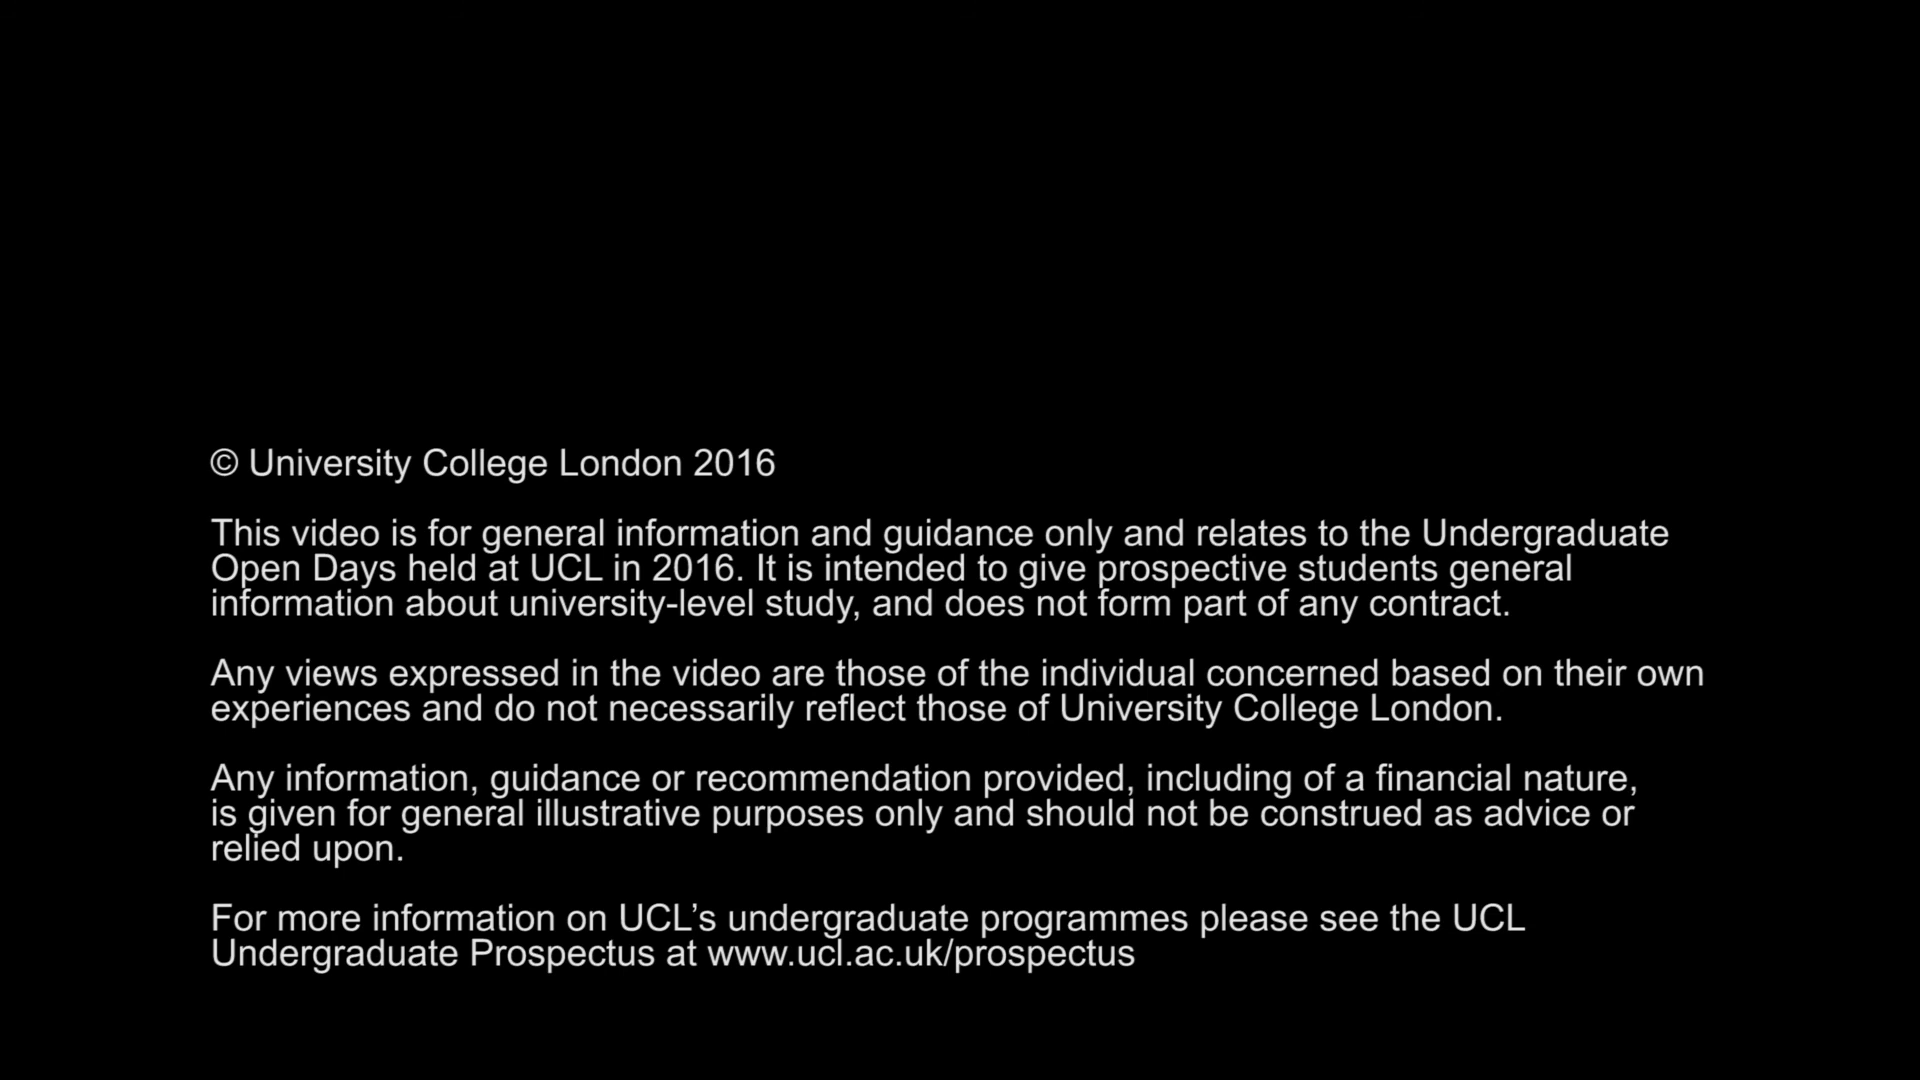 © University College London 2016
This video is for general information and guidance only and relates to the Undergraduate
Open Days held at UCL in 2016. It is intended to give prospective students general
information about university-level study, and does not form part of any contract.
Any views expressed in the video are those of the individual concerned based on their own
experiences and do not necessarily reflect those of University College London.
Any information, guidance or recommendation provided, including of a financial nature,
is given for general illustrative purposes only and should not be construed as advice or
relied upon.
For more information on UCL’s undergraduate programmes please see the UCL
Undergraduate Prospectus at www.ucl.ac.uk/prospectus